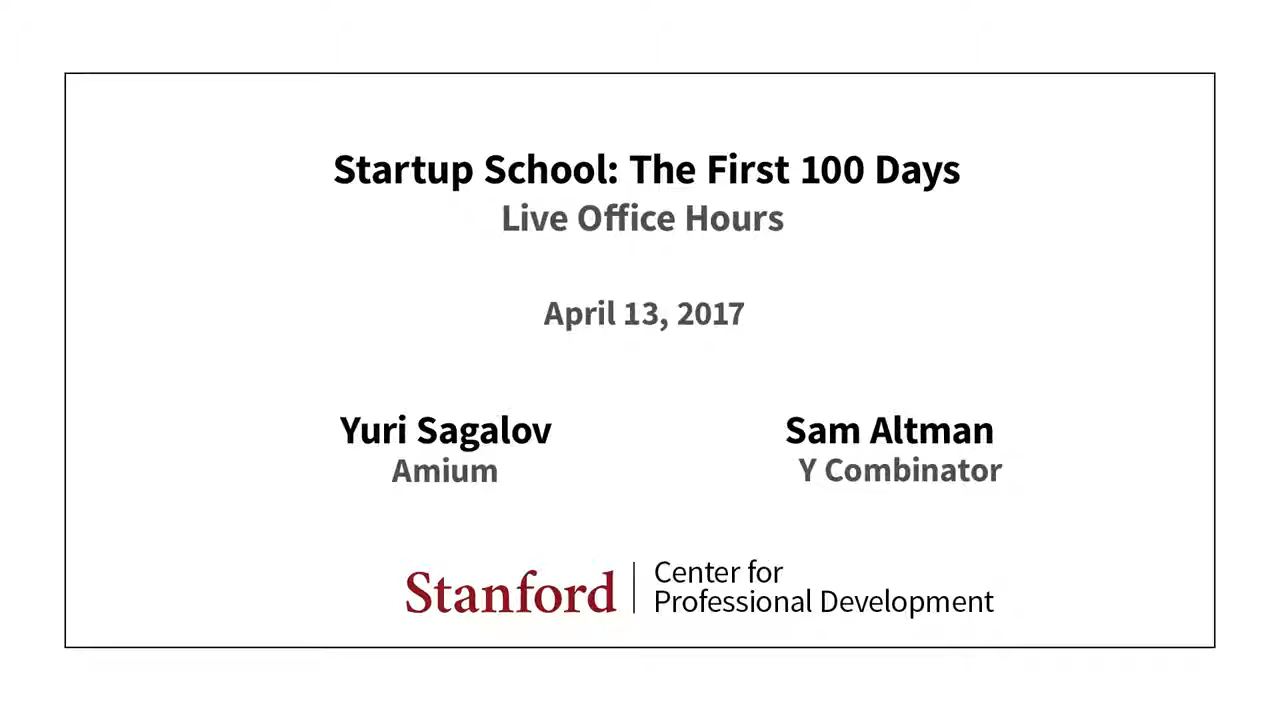 Startup School: The First 100 Days
Live Office Hours
April 13, 2017
Yuri Sagalov
Amium
Sam Altman
Y Combinator
Stanford
Center for
Professional Development